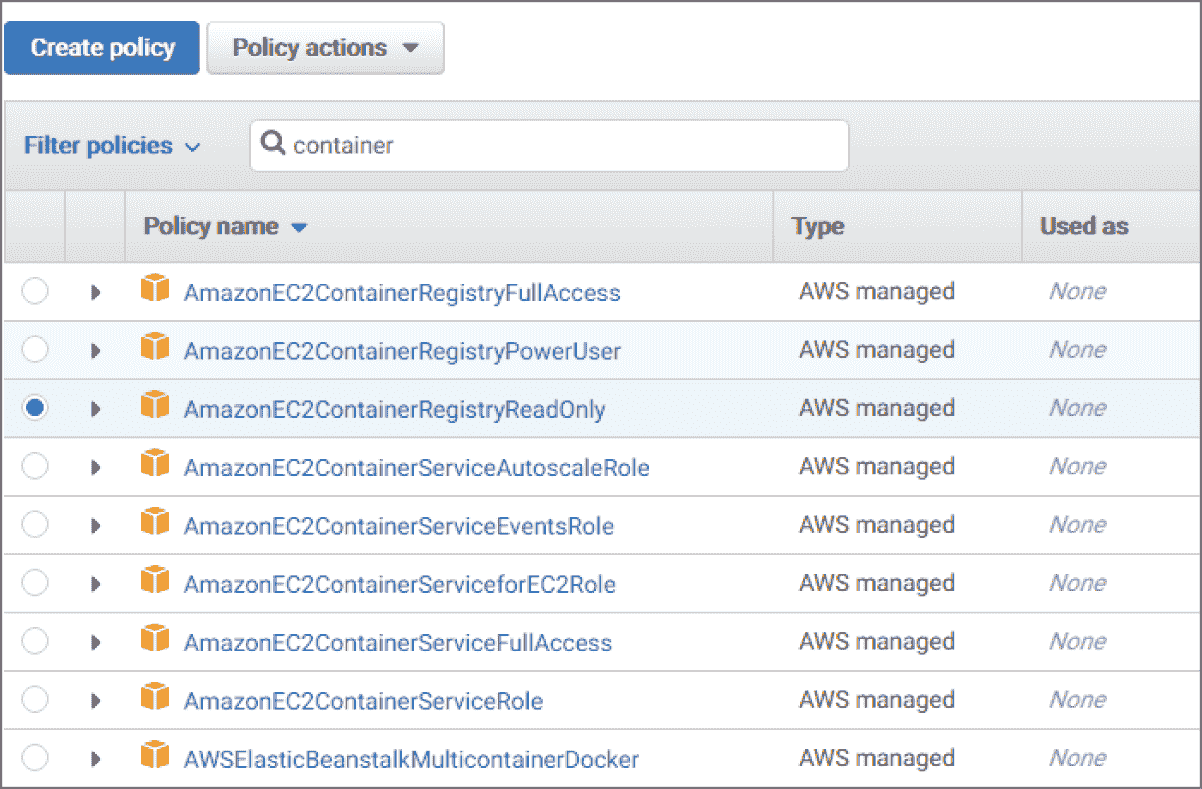 Create policy Policy actions
Filter policies container
Policy name Type Used as
AmazonEC2ContainerRegistryFullAccess AWS managed None
AmazonEC2ContainerRegistryPowerUser AWS managed None
AmazonEC2ContainerRegistryReadOnly AWS managed None
AmazonEC2ContainerServiceAutoscaleRole AWS managed None
AmazonEC2ContainerServiceEventsRole AWS managed None
AmazonEC2ContainerServiceforEC2Role AWS managed None
AmazonEC2ContainerServiceFullAccess AWS managed None
AmazonEC2ContainerServiceRole AWS managed None
AWSElasticBeanstalkMulticontainerDocker AWS managed None